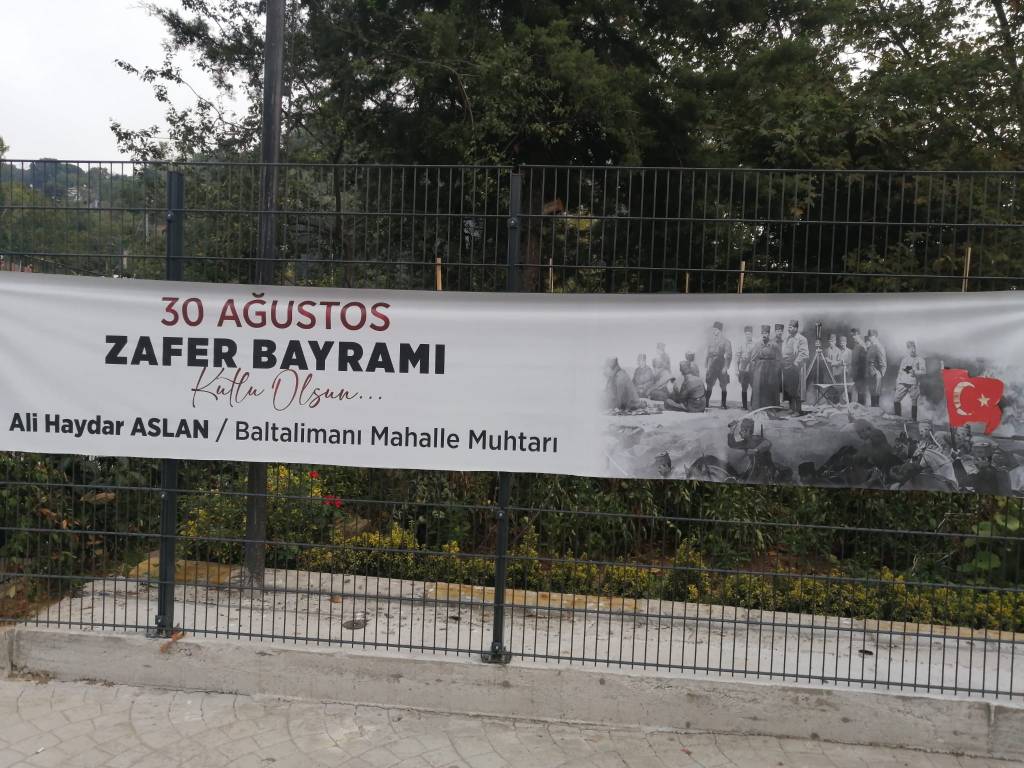 30 AĞUSTOS
ZAFER BAYRAMI
Kutlu Olsun...
Ali Haydar ASLAN / Baltalimanı Mahalle Muhtarı